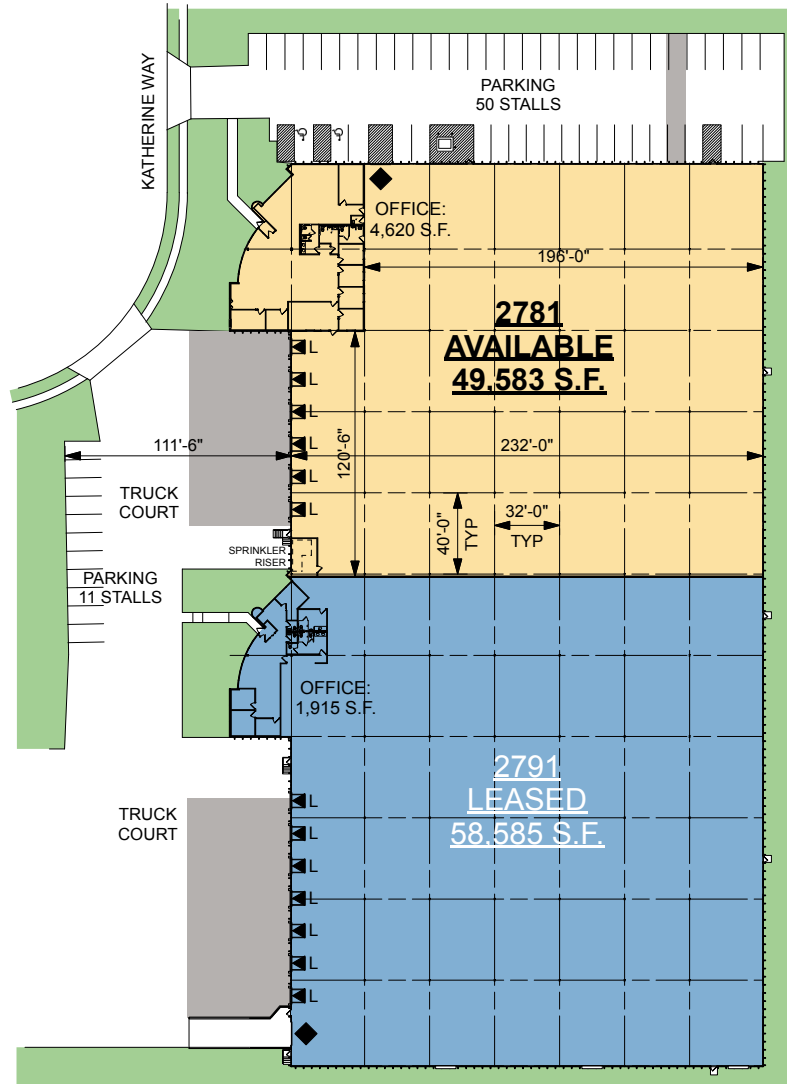 KATHERINE WAY
PARKING
50 STALLS
OFFICE:
4,620 S.F.
196'-0"
2781
AVAILABLE
49,583 S.F.
L
L
L
L
L
L
111'-6"
120'-6"
232'-0"
TRUCK
COURT
40'-0"
TYP
32'-0"
TYP
SPRINKLER
RISER
PARKING
11 STALLS
OFFICE:
1,915 S.F.
2791
LEASED
58,585 S.F.
TRUCK
COURT
L
L
L
L
L
L
L